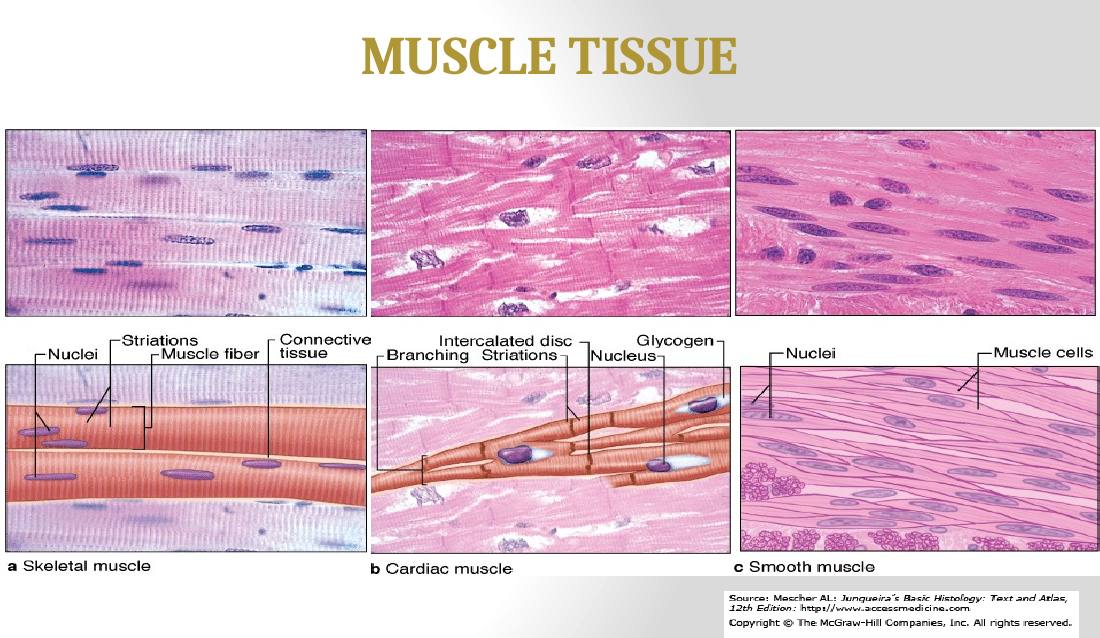 MUSCLE TISSUE
Nuclei
Striations
Muscle fiber
Connective
tissue
Branching
Intercalated disc
Striations
Nucleus
Glycogen
Nuclei
Muscle cells
a Skeletal muscle
b Cardiac muscle
c Smooth muscle
Source: Mescher AL: Junqueira's Basic Histology: Text and Atlas,
12th Edition: http://www.accessmedicine.com
Copyright © The McGraw-Hill Companies, Inc. All rights reserved.